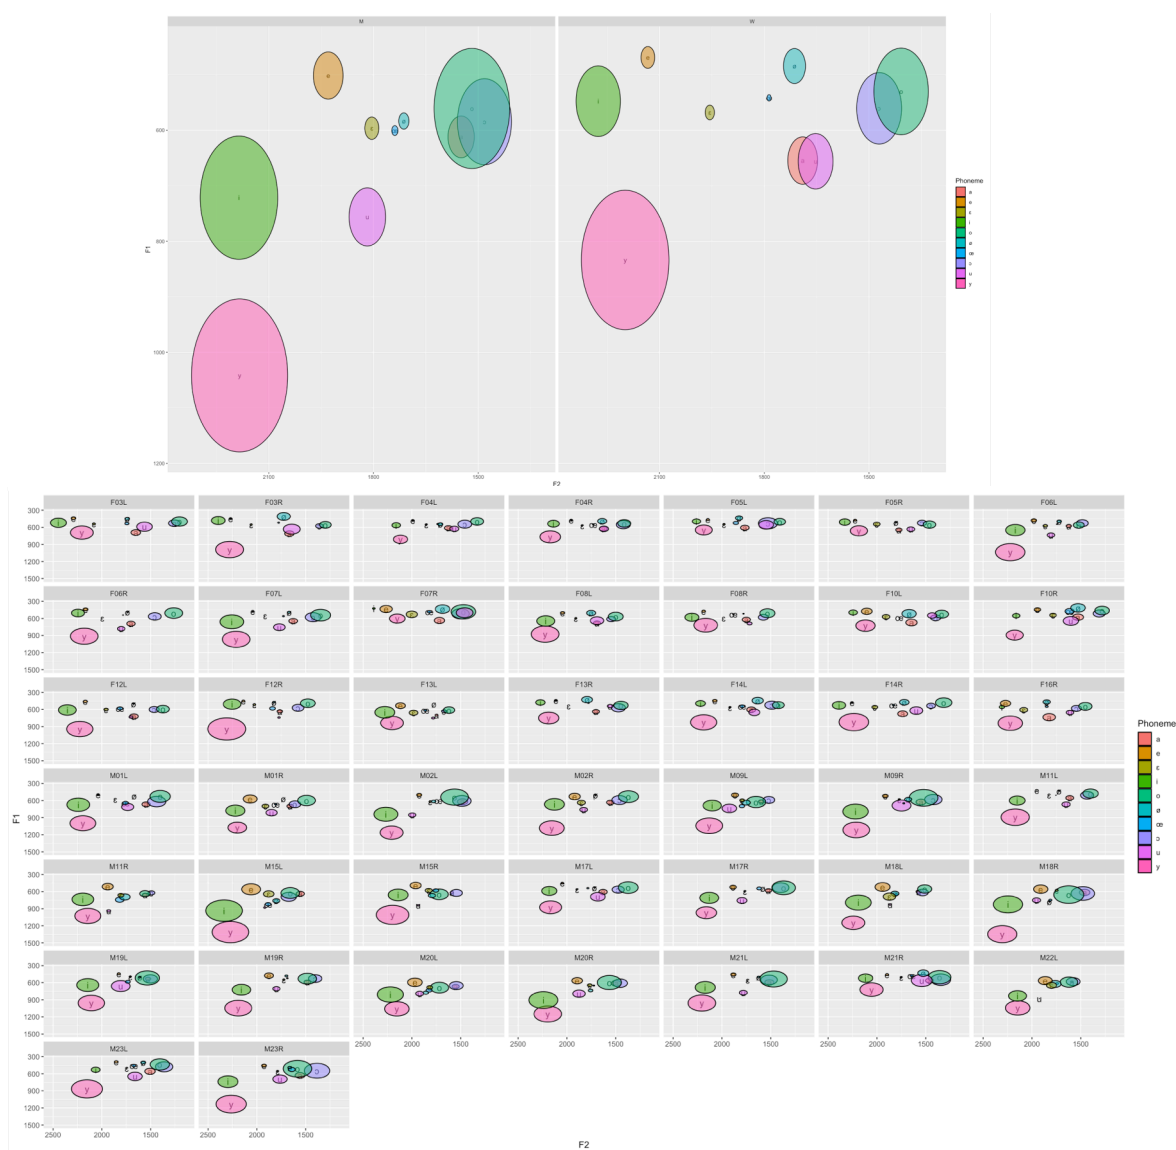 M W
600
800
1000
1200
F1
2100 1800 1500 2100 1800 1500
F2
Phoneme
a
e
ɛ
i
o
ø
œ
ɔ
u
y
F03L F03R F04L F04R F05L F05R F06L
F06R F07L F07R F08L F08R F10L F10R
F12L F12R F13L F13R F14L F14R F16R
M01L M01R M02L M02R M09L M09R M11L
M11R M15L M15R M17L M17R M18L M18R
M19L M19R M20L M20R M21L M21R M22L
M23L M23R
300
600
900
1200
1500
F1
2500 2000 1500
F2
Phoneme
a
e
ɛ
i
o
ø
œ
ɔ
u
y